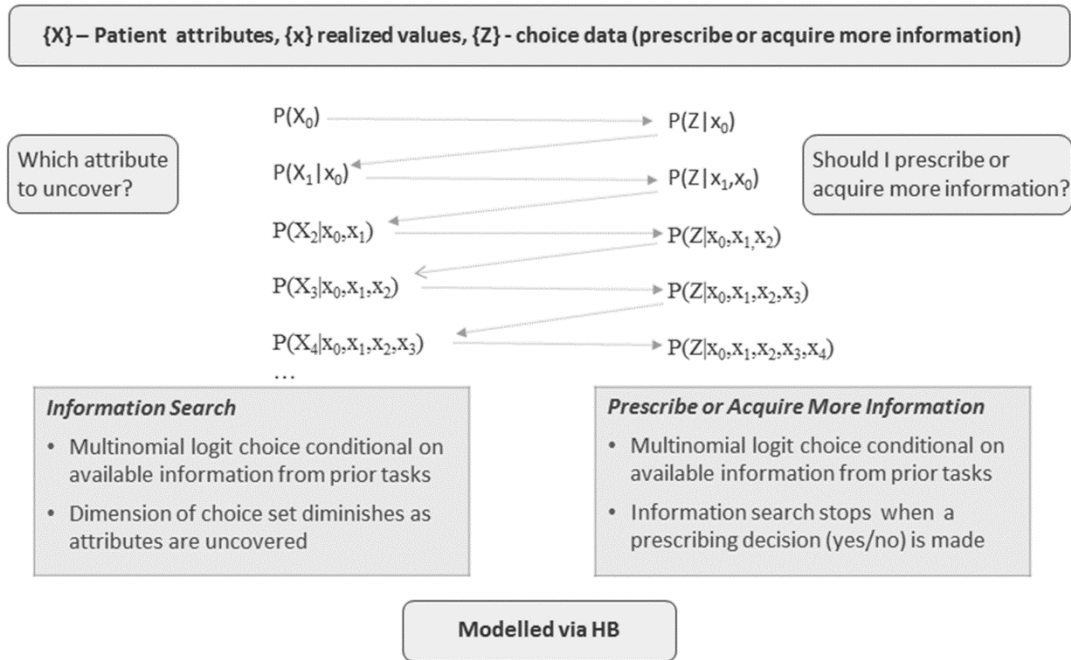 {X} – Patient attributes, {x} realized values, {Z} - choice data (prescribe or acquire more information)
P(X₀)
P(Z|x₀)
Which attribute
to uncover?
P(X₁|x₀)
P(Z|x₁,x₀)
Should I prescribe or
acquire more information?
P(X₂|x₀,x₁)
P(Z|x₀,x₁,x₂)
P(X₃|x₀,x₁,x₂)
P(Z|x₀,x₁,x₂,x₃)
P(X₄|x₀,x₁,x₂,x₃)
P(Z|x₀,x₁,x₂,x₃,x₄)
...
Information Search
• Multinomial logit choice conditional on
available information from prior tasks
• Dimension of choice set diminishes as
attributes are uncovered
Prescribe or Acquire More Information
• Multinomial logit choice conditional on
available information from prior tasks
• Information search stops when a
prescribing decision (yes/no) is made
Modelled via HB